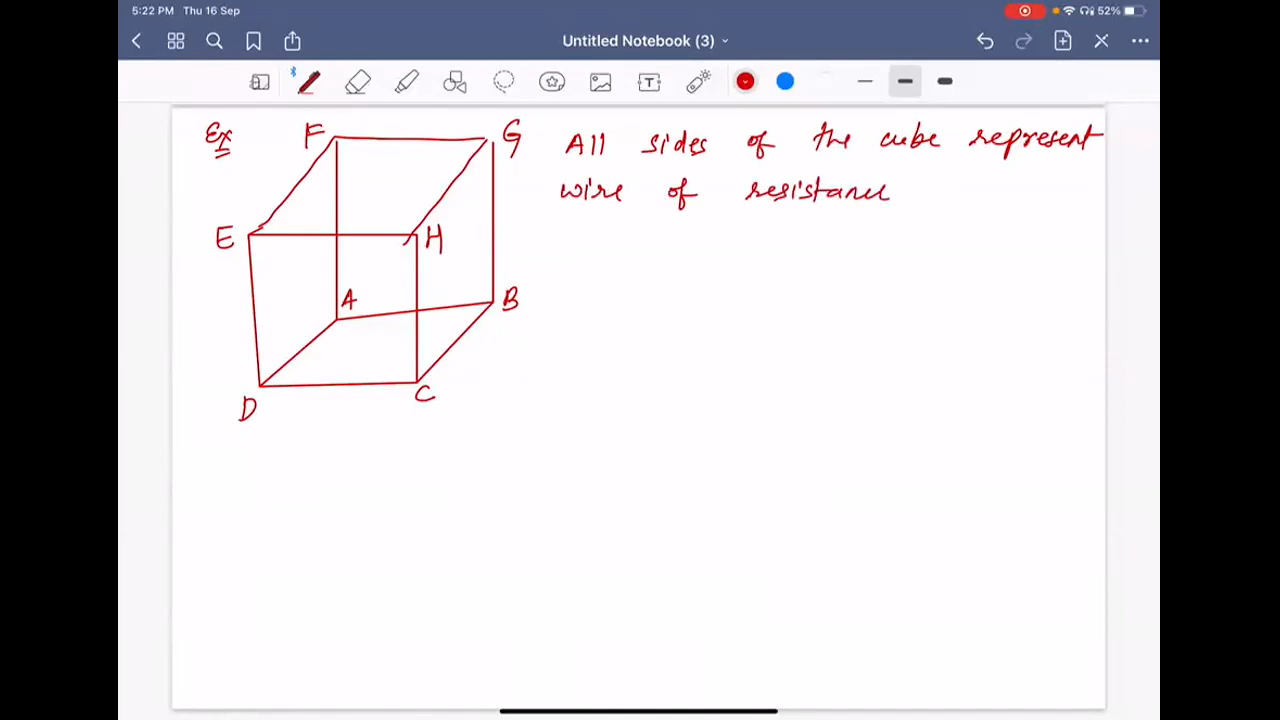 5:22 PM Thu 16 Sep
52%
Untitled Notebook (3)
T
Ex
F
G
All sides of the cube represent
wire of resistance
E
H
A
B
D
C